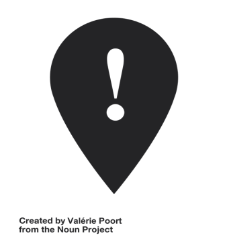 !
Created by Valérie Poort
from the Noun Project